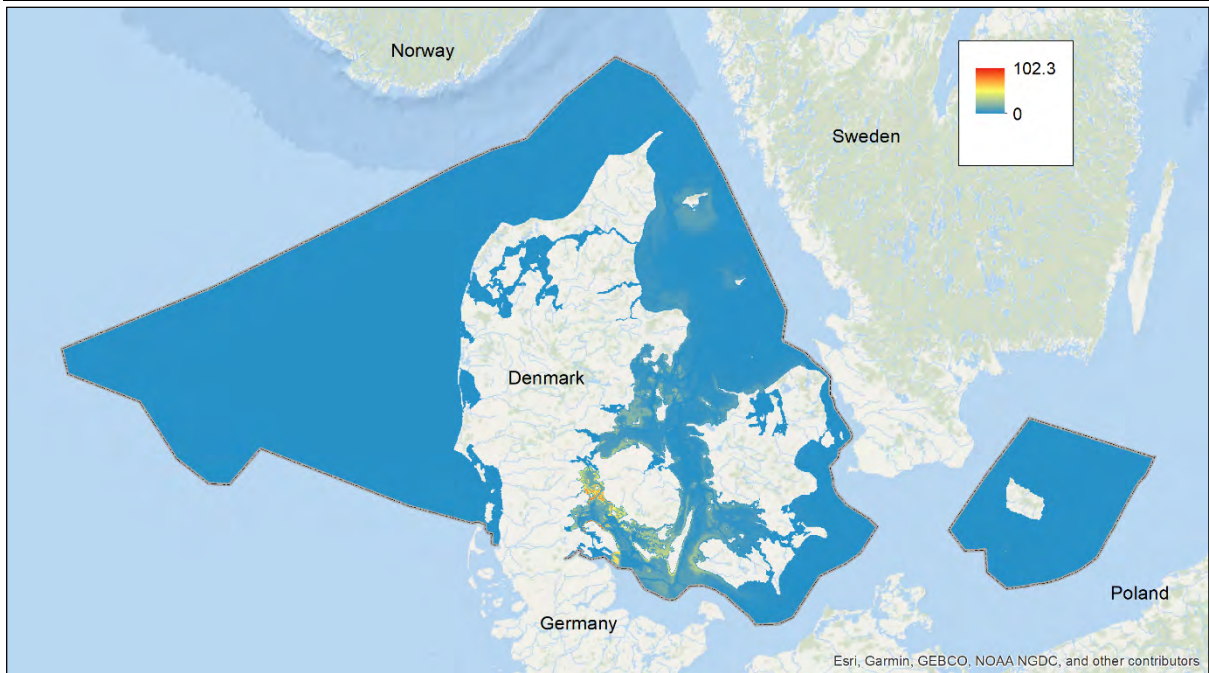 Norway
102.3
0
Sweden
Denmark
Poland
Germany
Esri, Garmin, GEBCO, NOAA NGDC, and other contributors